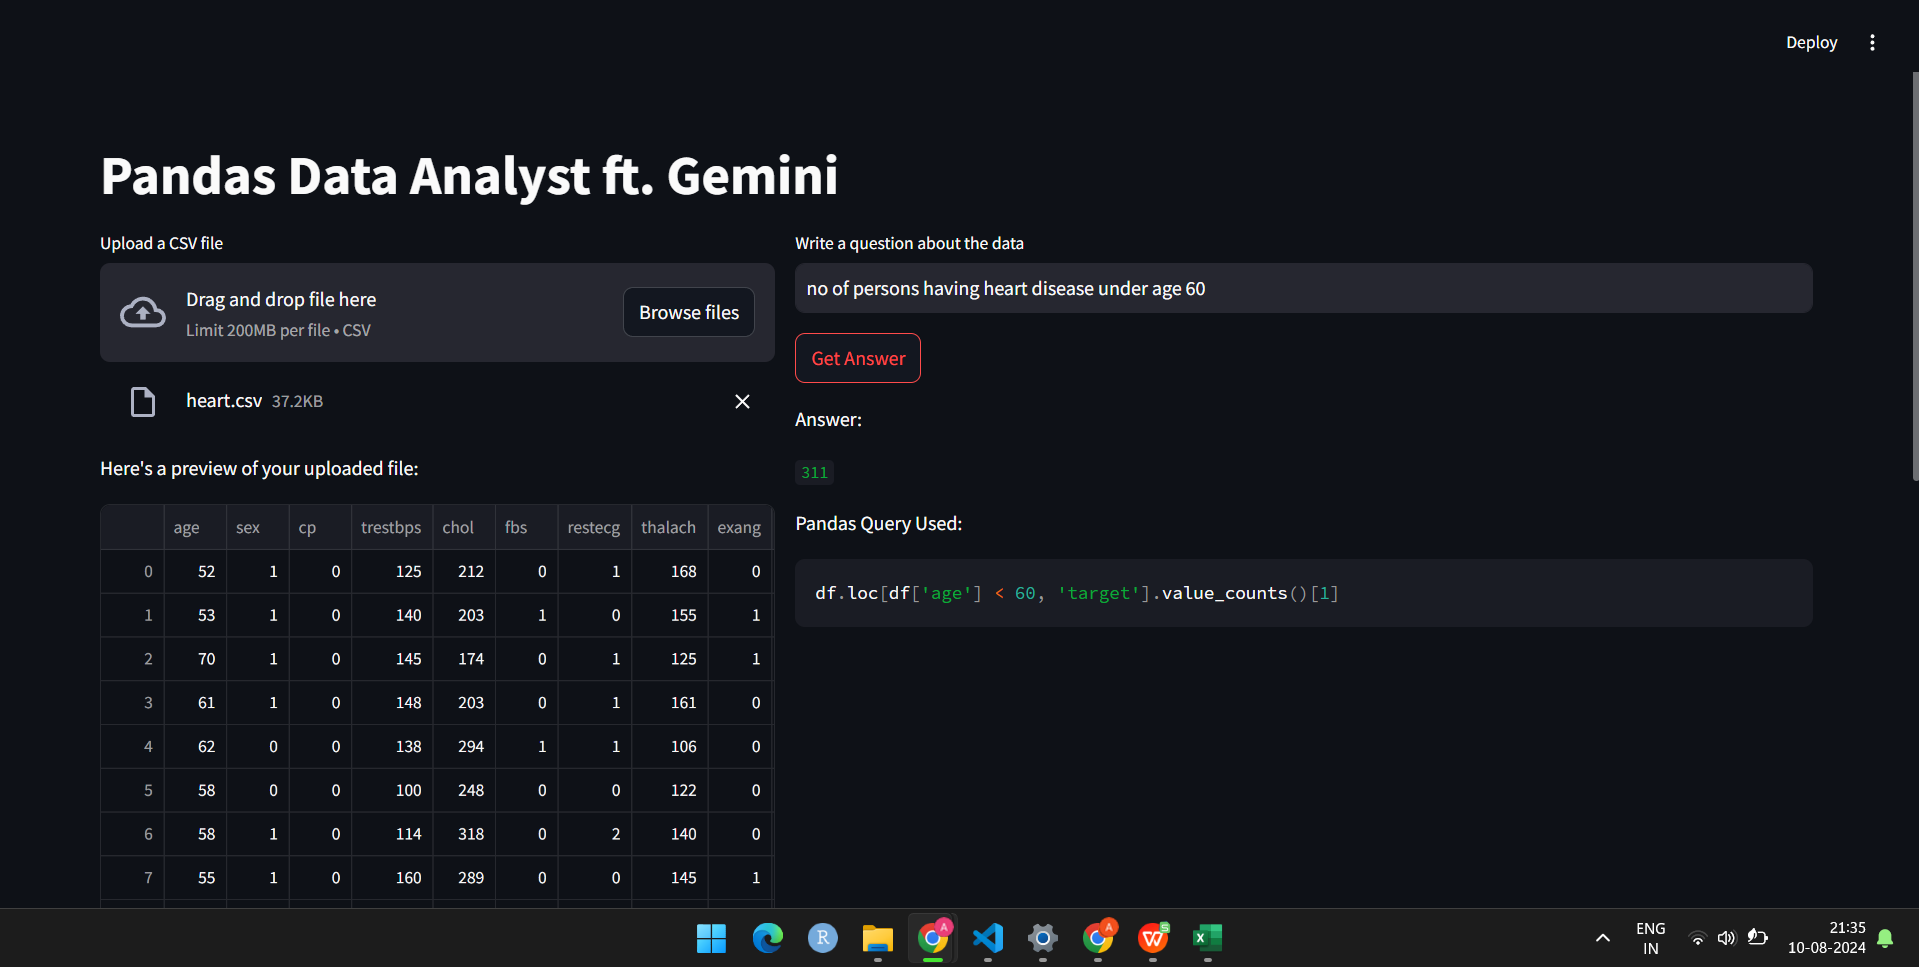 Deploy
Pandas Data Analyst ft. Gemini
Upload a CSV file
Drag and drop file here
Limit 200MB per file • CSV
Browse files
heart.csv 37.2KB
Here's a preview of your uploaded file:
age sex cp trestbps chol fbs restecg thalach exang
0 52 1 0 125 212 0 1 168 0
1 53 1 0 140 203 1 0 155 1
2 70 1 0 145 174 0 1 125 1
3 61 1 0 148 203 0 1 161 0
4 62 0 0 138 294 1 1 106 0
5 58 0 0 100 248 0 0 122 0
6 58 1 0 114 318 0 2 140 0
7 55 1 0 160 289 0 0 145 1
Write a question about the data
no of persons having heart disease under age 60
Get Answer
Answer:
311
Pandas Query Used:
df.loc[df['age'] < 60, 'target'].value_counts()[1]
R
A
A
W
S
X
ENG
IN
21:35
10-08-2024